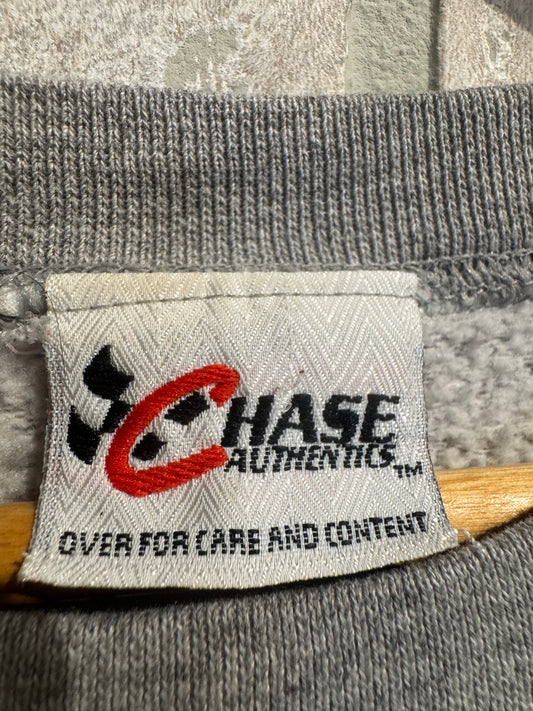 CHASE
AUTHENTICS™
OVER FOR CARE AND CONTENT